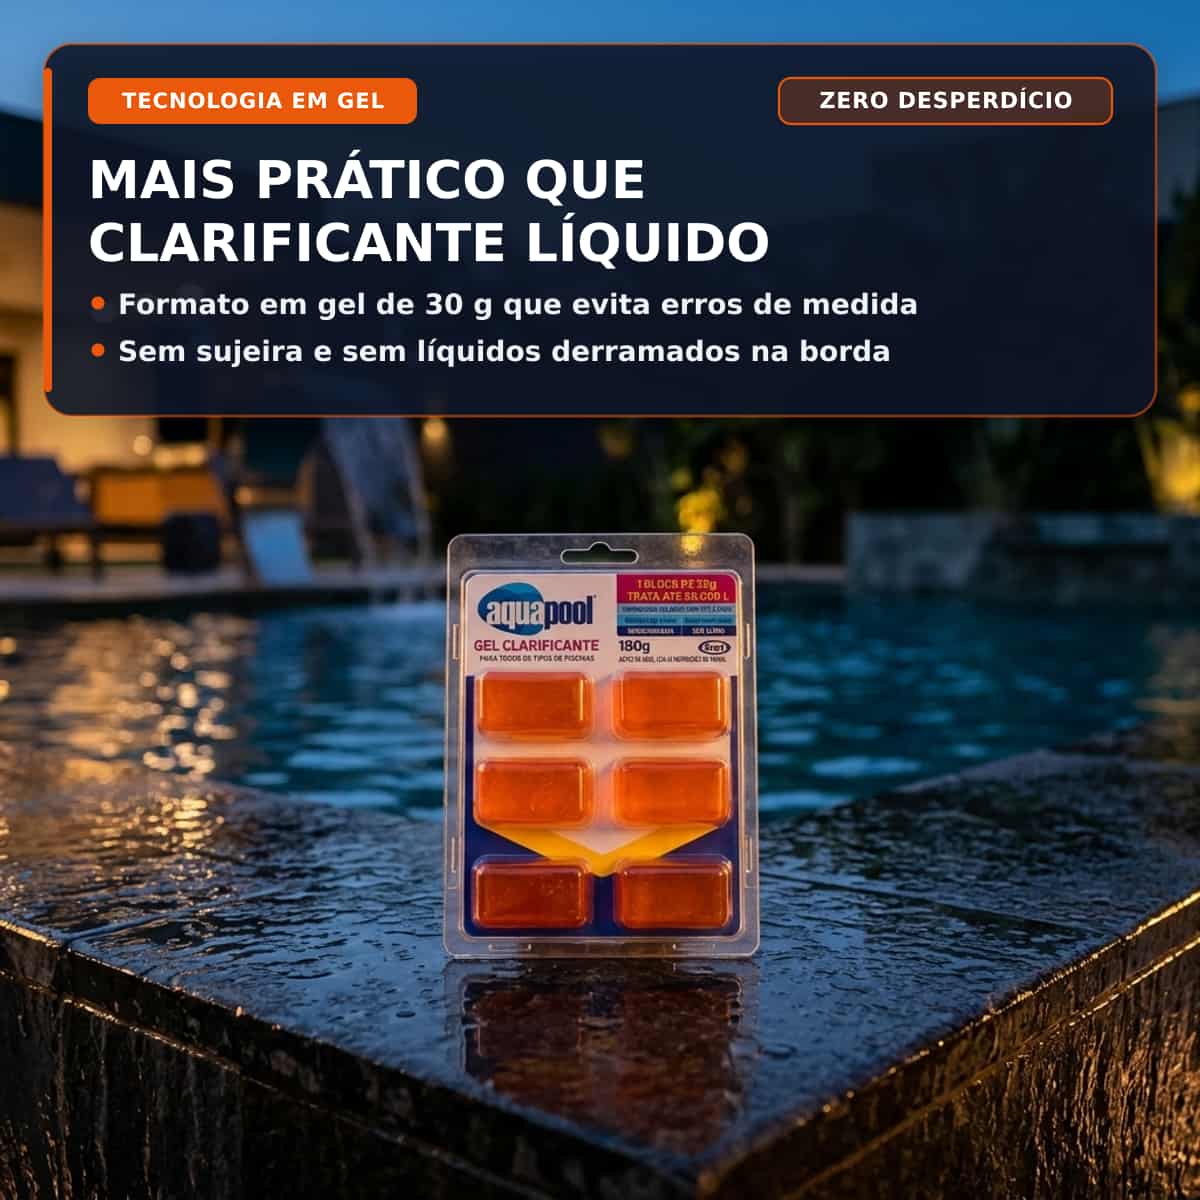 TECNOLOGIA EM GEL
ZERO DESPERDÍCIO
MAIS PRÁTICO QUE
CLARIFICANTE LÍQUIDO
Formato em gel de 30 g que evita erros de medida
Sem sujeira e sem líquidos derramados na borda
aquapool
GEL CLARIFICANTE
PARA TODOS OS TIPOS DE PISCINAS
180g